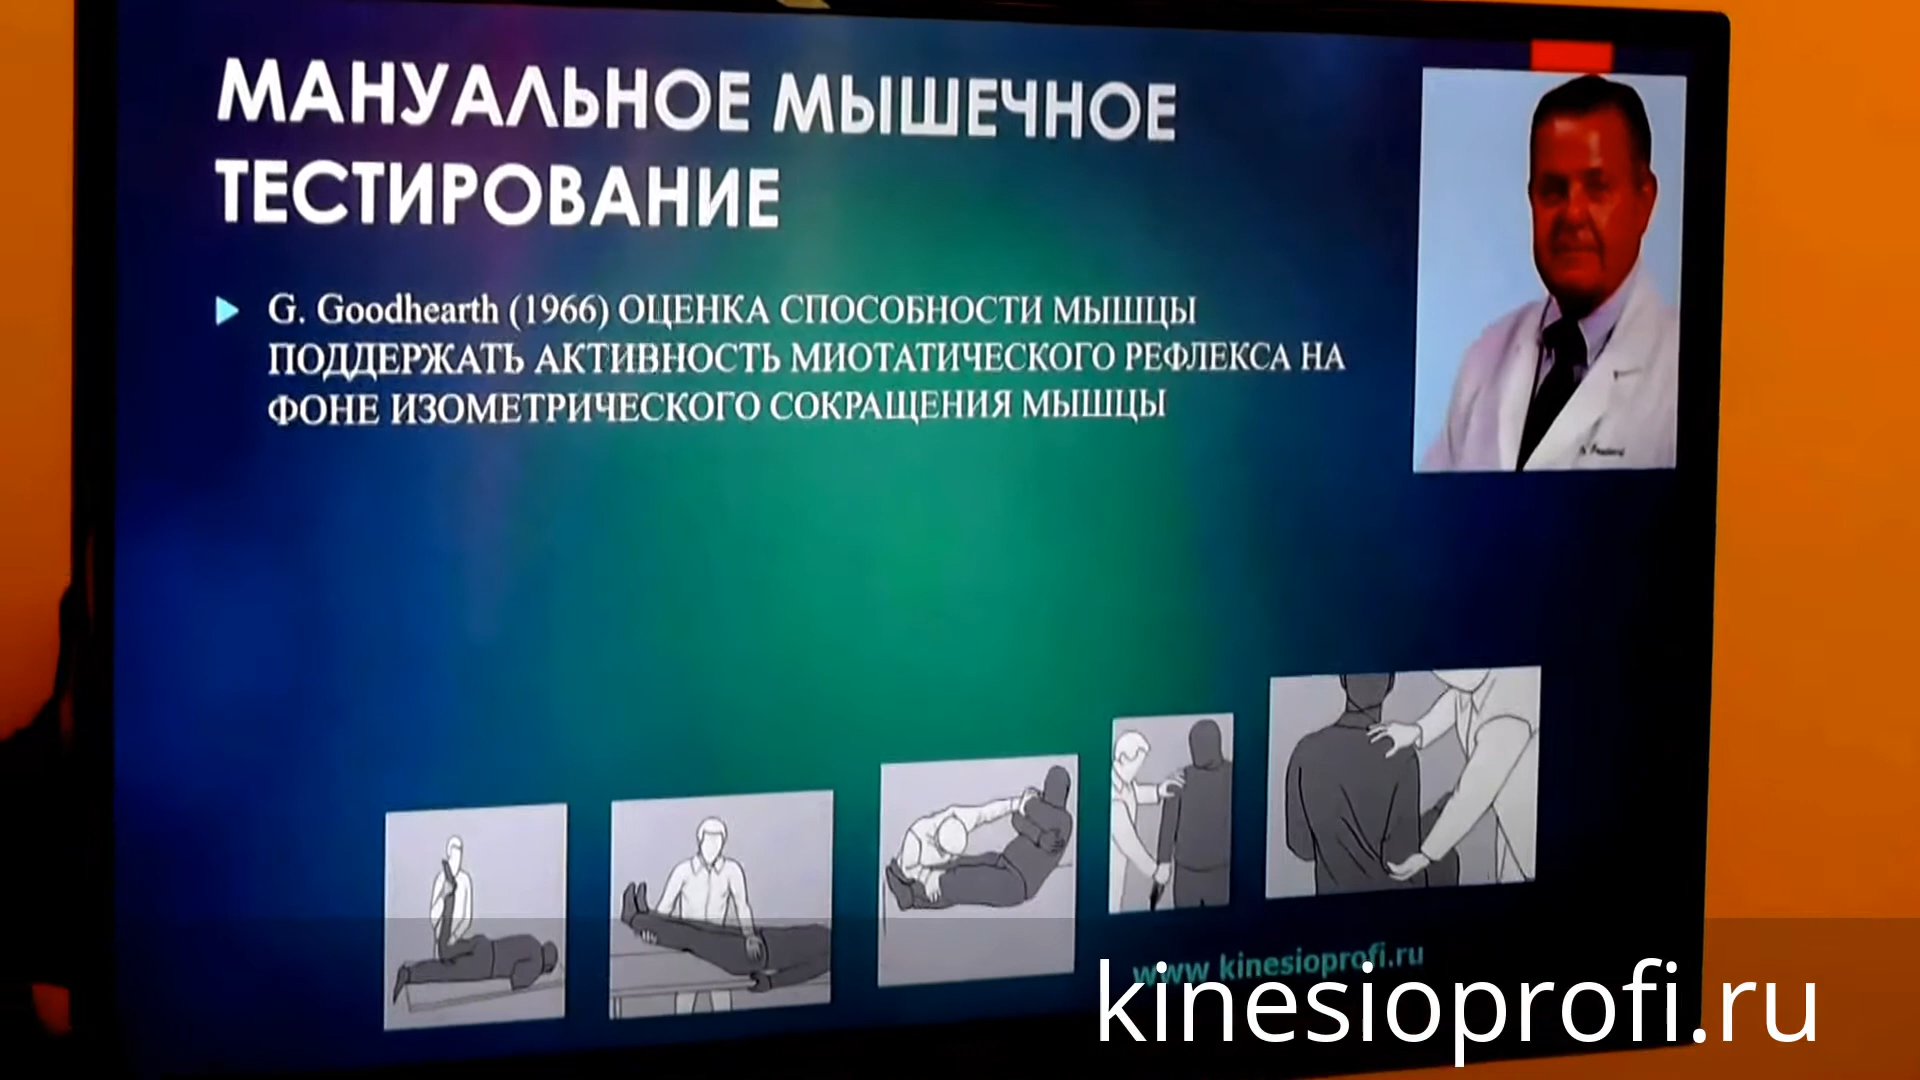 МАНУАЛЬНОЕ МЫШЕЧНОЕ
ТЕСТИРОВАНИЕ
G. Goodhearth (1966) ОЦЕНКА СПОСОБНОСТИ МЫШЦЫ
ПОДДЕРЖАТЬ АКТИВНОСТЬ МИОТАТИЧЕСКОГО РЕФЛЕКСА НА
ФОНЕ ИЗОМЕТРИЧЕСКОГО СОКРАЩЕНИЯ МЫШЦЫ
www kinesioprofi.ru
kinesioprofi.ru